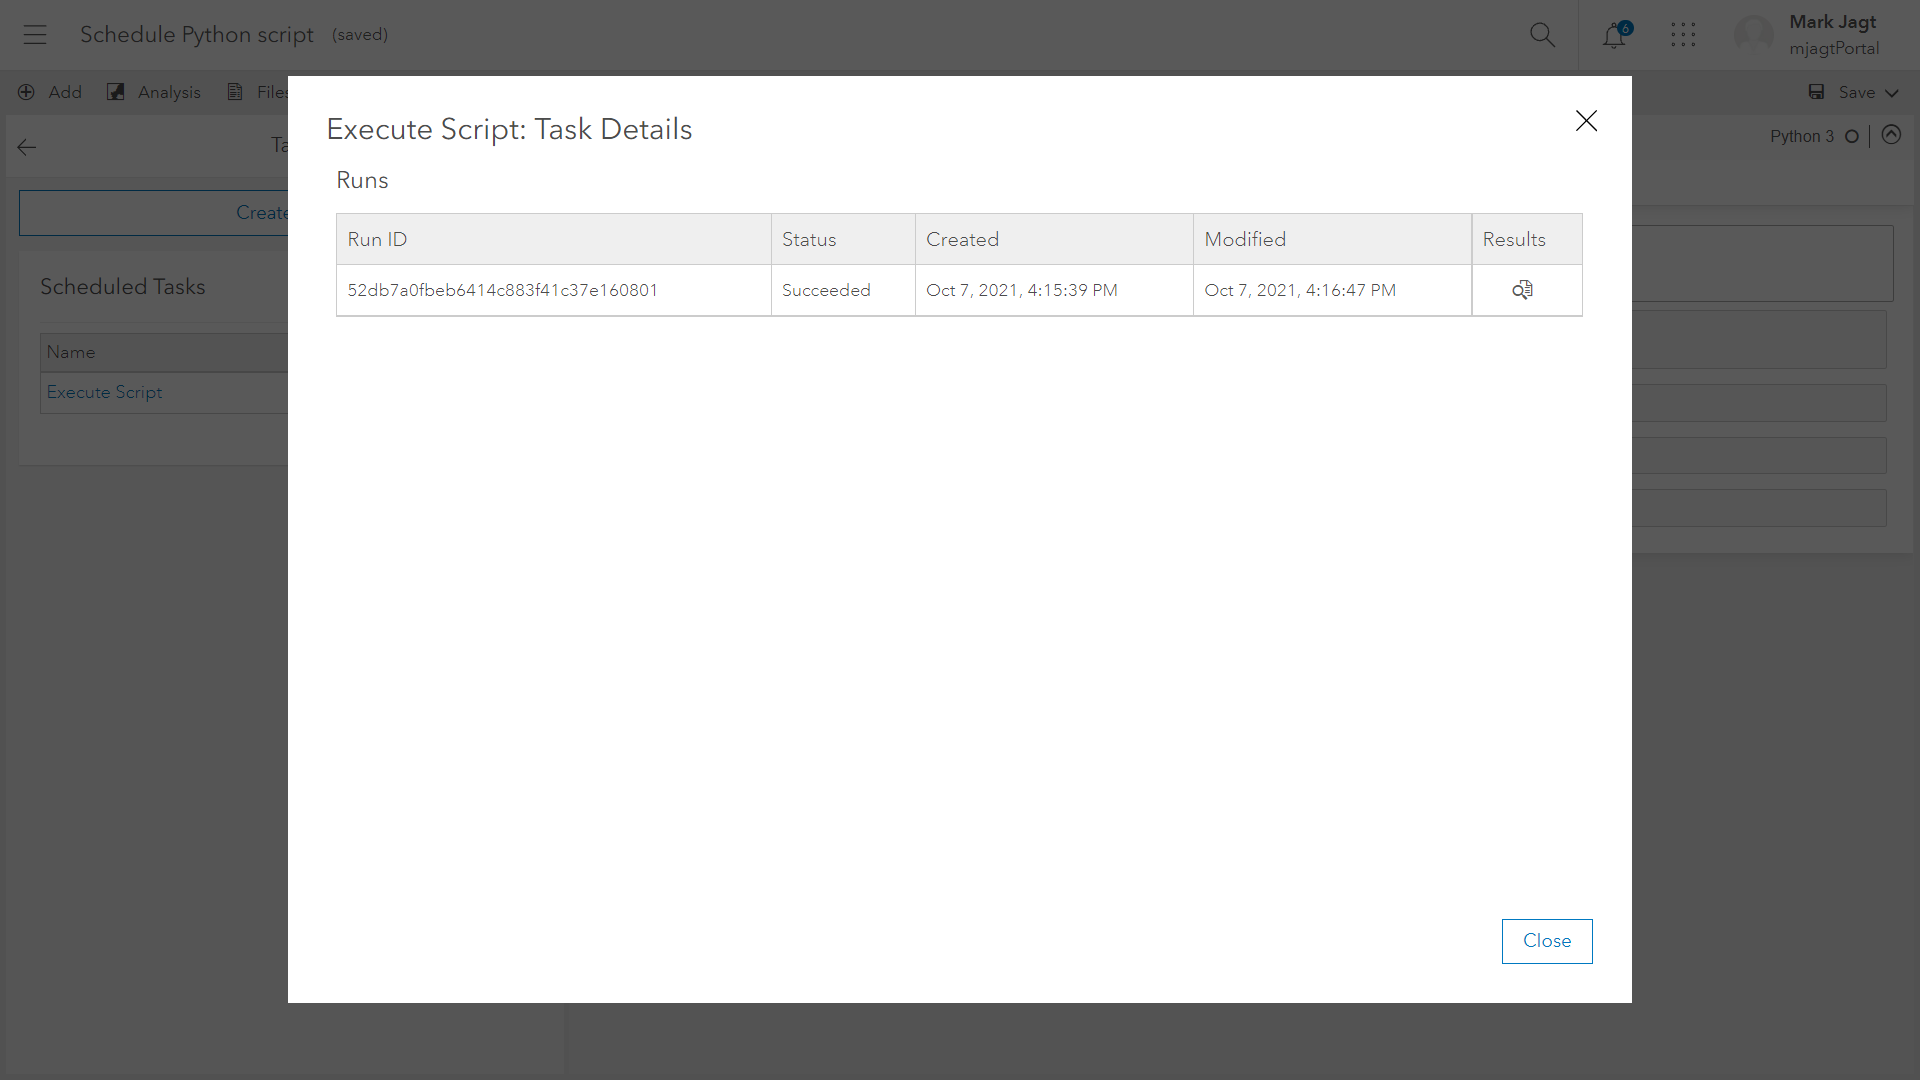 Schedule Python script (saved)
6
Mark Jagt
mjagtPortal
Add Analysis Files
Save
Python 3
Create
Scheduled Tasks
Name
Execute Script
Execute Script: Task Details
Runs
Run ID Status Created Modified Results
52db7a0fbeb6414c883f41c37e160801 Succeeded Oct 7, 2021, 4:15:39 PM Oct 7, 2021, 4:16:47 PM
Close